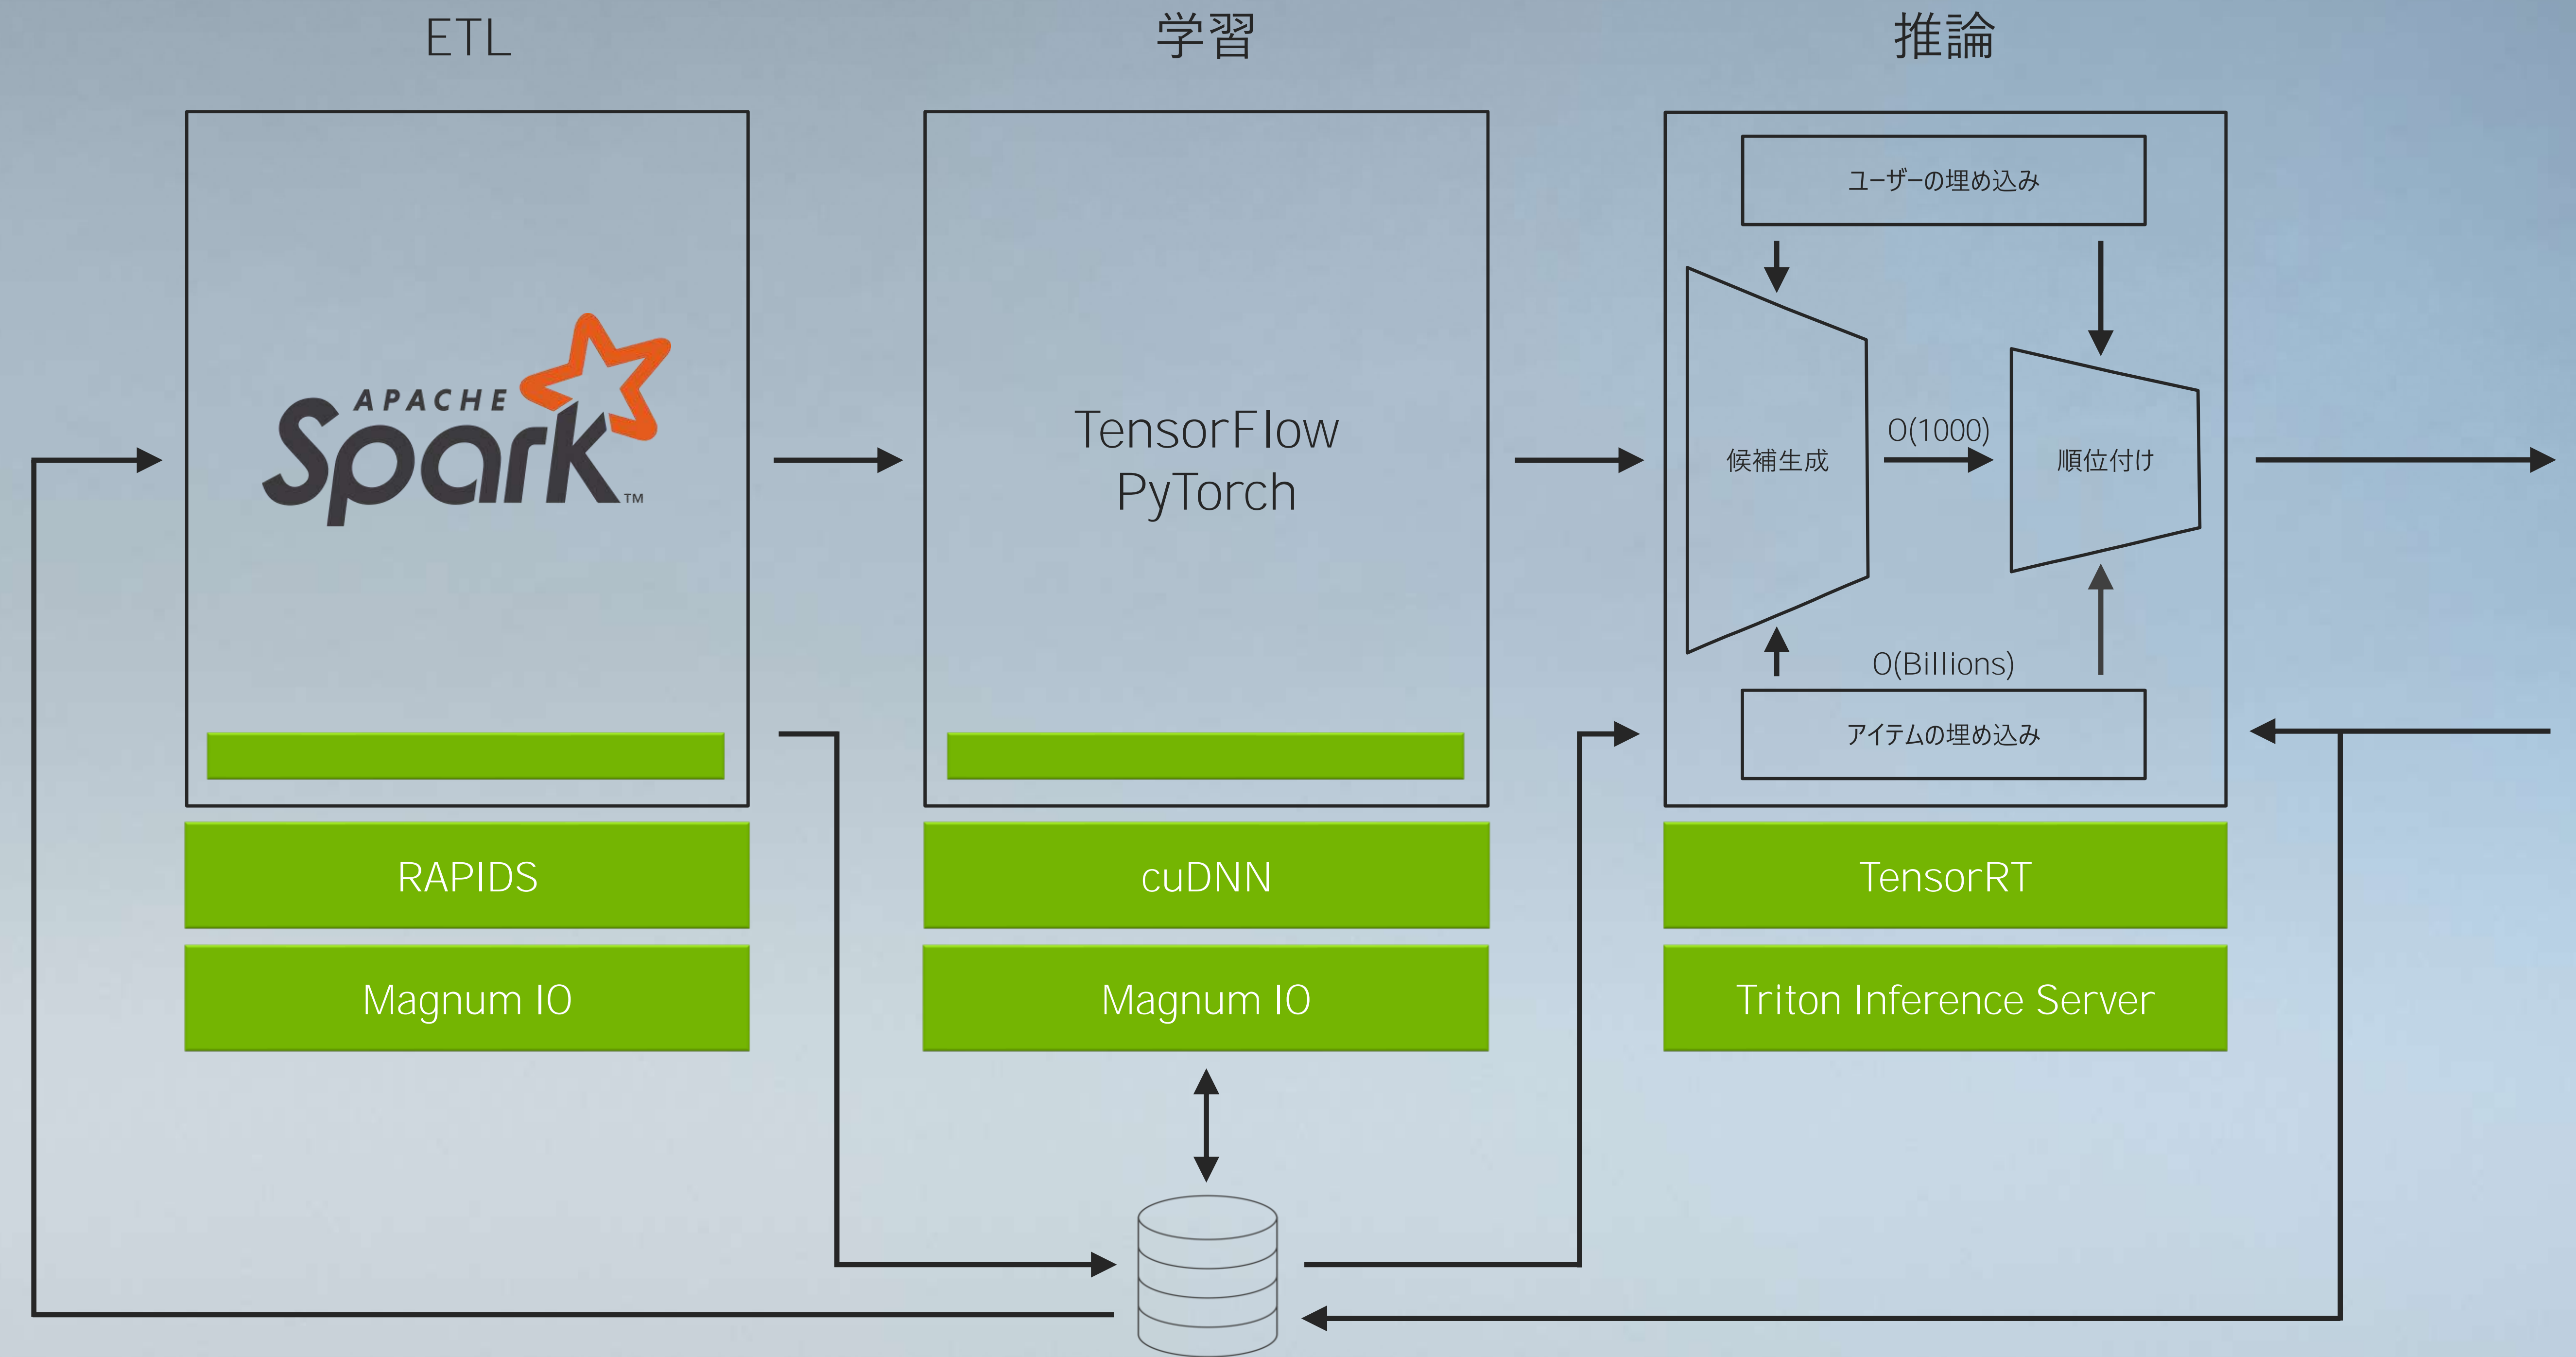 ETL
APACHE
Spark™
RAPIDS
Magnum IO
学習
TensorFlow
PyTorch
cuDNN
Magnum IO
推論
ユーザーの埋め込み
候補生成
O(1000)
順位付け
O(Billions)
アイテムの埋め込み
TensorRT
Triton Inference Server